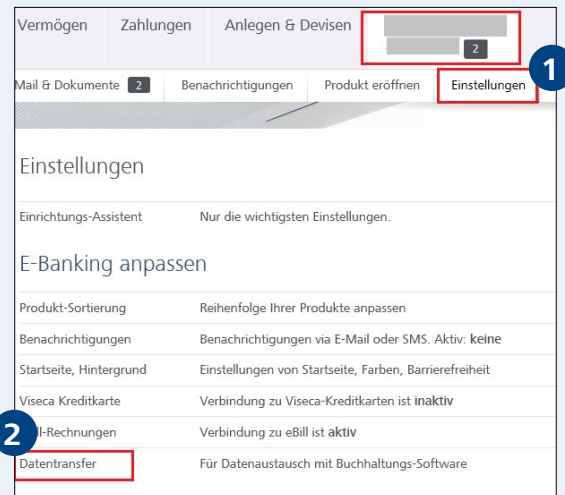 Vermögen Zahlungen Anlegen & Devisen
2
1
Mail & Dokumente 2 Benachrichtigungen Produkt eröffnen Einstellungen
Einstellungen
Einrichtungs-Assistent Nur die wichtigsten Einstellungen.
E-Banking anpassen
Produkt-Sortierung Reihenfolge Ihrer Produkte anpassen
Benachrichtigungen Benachrichtigungen via E-Mail oder SMS. Aktiv: keine
Startseite, Hintergrund Einstellungen von Startseite, Farben, Barrierefreiheit
Viseca Kreditkarte Verbindung zu Viseca-Kreditkarten ist inaktiv
2
-Rechnungen Verbindung zu eBill ist aktiv
Datentransfer Für Datenaustausch mit Buchhaltungs-Software